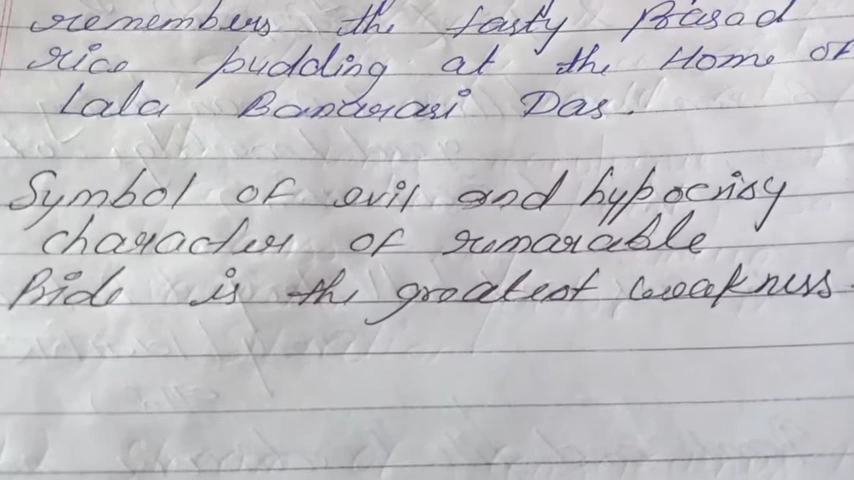 remembers the tasty Prasad
rice pudding at the Home of
Lala Banarasi Das.
Symbol of evil and hypocrisy
character of remarable
Pride is the greatest weakness.